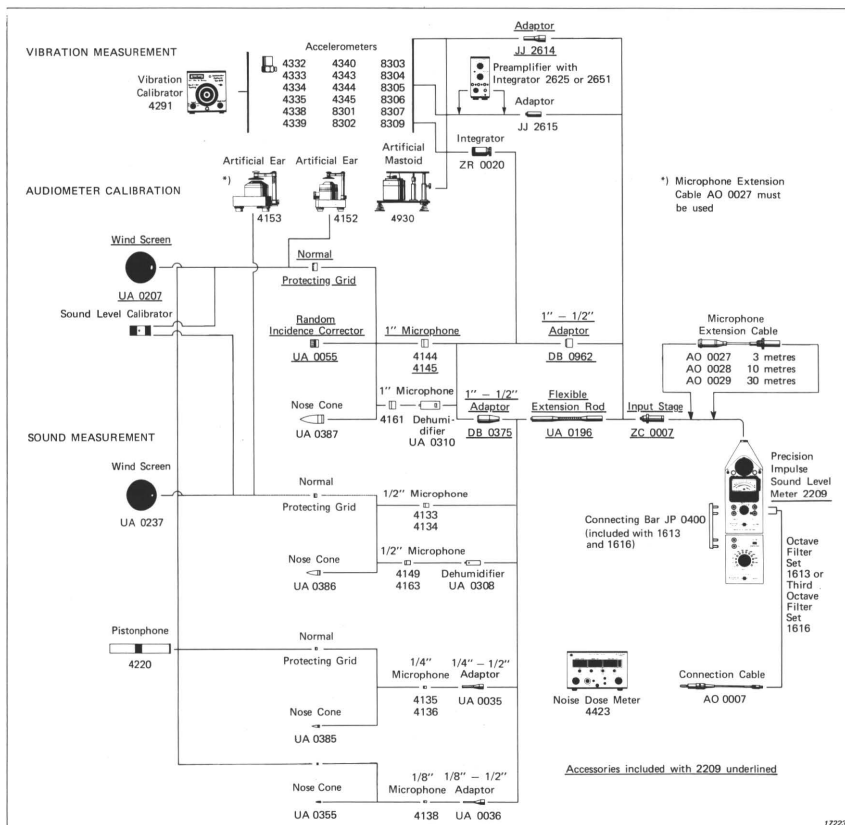 VIBRATION MEASUREMENT
Vibration
Calibrator
4291
Accelerometers
4332 4340 8303
4333 4343 8304
4334 4344 8305
4335 4345 8306
4338 8301 8307
4339 8302 8309
Adaptor
JJ 2614
Preamplifier with
Integrator 2625 or 2651
Adaptor
JJ 2615
Integrator
ZR 0020
AUDIOMETER CALIBRATION
Artificial Ear
*)
4153
Artificial Ear
4152
Artificial
Mastoid
4930
*) Microphone Extension
Cable AO 0027 must
be used
Wind Screen
UA 0207
Sound Level Calibrator
Normal
Protecting Grid
Random
Incidence Corrector
UA 0055
1" Microphone
4144
4145
1" – 1/2"
Adaptor
DB 0962
Microphone
Extension Cable
AO 0027 3 metres
AO 0028 10 metres
AO 0029 30 metres
Nose Cone
UA 0387
1" Microphone
4161
Dehumi-
difier
UA 0310
1" – 1/2"
Adaptor
DB 0375
Flexible
Extension Rod
UA 0196
Input Stage
ZC 0007
SOUND MEASUREMENT
Wind Screen
UA 0237
Normal
Protecting Grid
1/2" Microphone
4133
4134
Nose Cone
UA 0386
1/2" Microphone
4149
4163
Dehumidifier
UA 0308
Precision
Impulse
Sound Level
Meter 2209
Connecting Bar JP 0400
(included with 1613
and 1616)
Octave
Filter
Set
1613 or
Third
Octave
Filter
Set
1616
Pistonphone
4220
Normal
Protecting Grid
1/4"
Microphone
4135
4136
1/4" – 1/2"
Adaptor
UA 0035
Nose Cone
UA 0385
Noise Dose Meter
4423
Connection Cable
AO 0007
Nose Cone
UA 0355
1/8"
Microphone
4138
1/8" – 1/2"
Adaptor
UA 0036
Accessories included with 2209 underlined